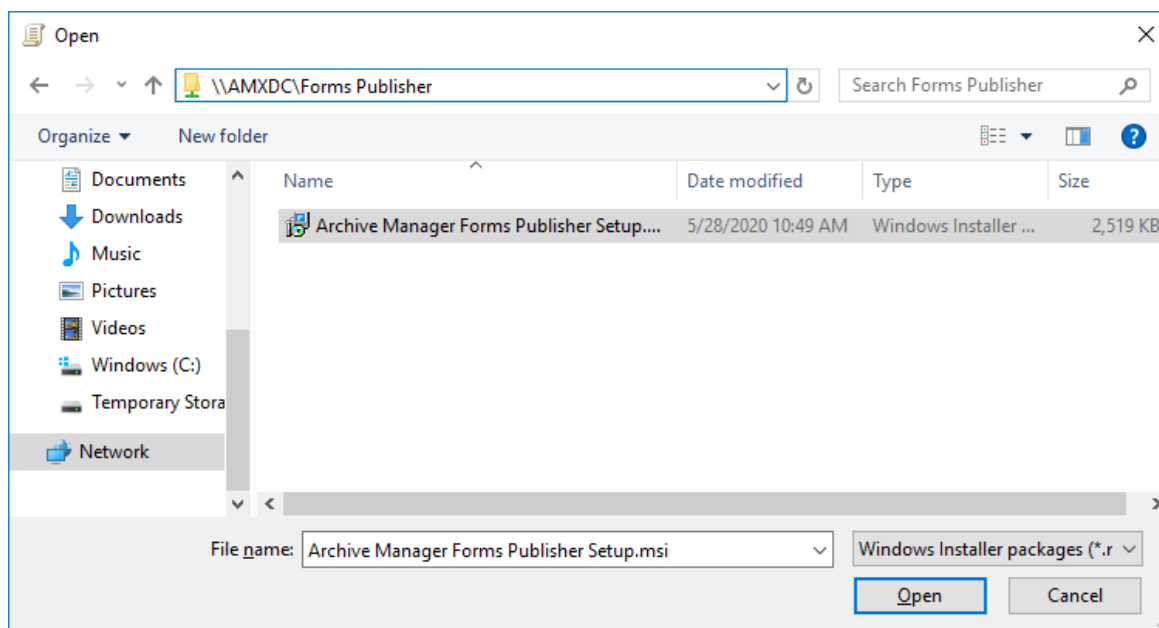 Open
\\AMXDC\Forms Publisher
Search Forms Publisher
Organize
New folder
?
Documents
Downloads
Music
Pictures
Videos
Windows (C:)
Temporary Stora
Network
Name
Date modified
Type
Size
Archive Manager Forms Publisher Setup....
5/28/2020 10:49 AM
Windows Installer ...
2,519 KB
File name:
Archive Manager Forms Publisher Setup.msi
Windows Installer packages (*.r
Open
Cancel